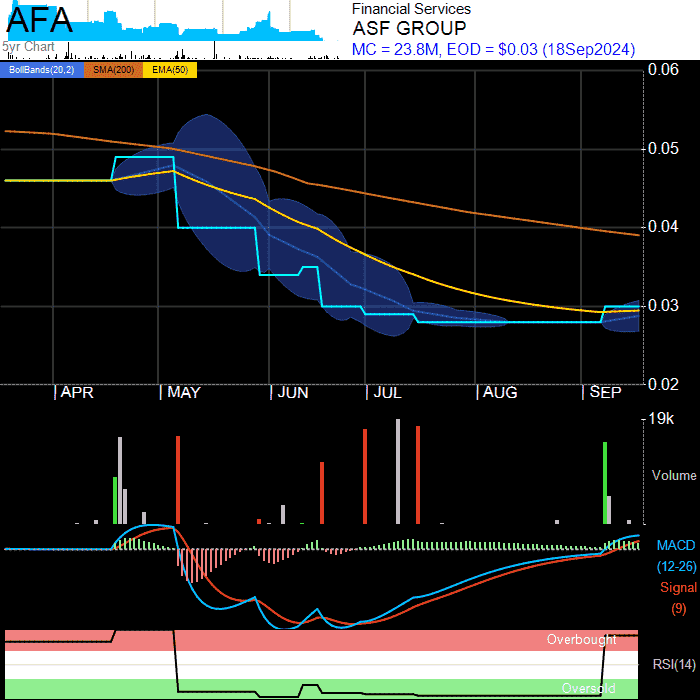 AFA
5yr Chart
Financial Services
ASF GROUP
MC = 23.8M, EOD = $0.03 (18Sep2024)
BollBands(20,2) SMA(200) EMA(50)
0.06
0.05
0.04
0.03
0.02
| APR | MAY | JUN | JUL | AUG | SEP
19k
Volume
MACD
(12-26)
Signal
(9)
Overbought
RSI(14)
Oversold